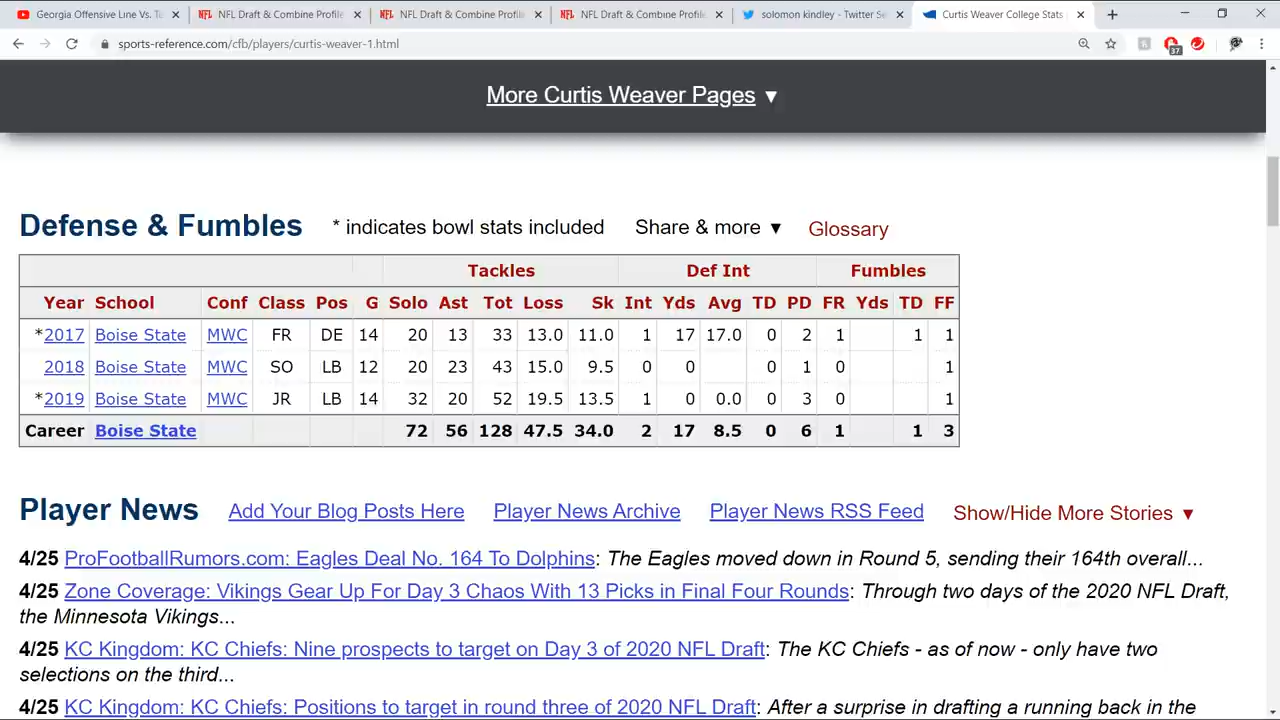 Georgia Offensive Line Vs. T
NFL Draft & Combine Profile
NFL Draft & Combine Profile
NFL Draft & Combine Profile
solomon kindley - Twitter Se
Curtis Weaver College Stats
sports-reference.com/cfb/players/curtis-weaver-1.html
37
More Curtis Weaver Pages ▼
Defense & Fumbles * indicates bowl stats included Share & more ▼ Glossary
Tackles Def Int Fumbles
Year School Conf Class Pos G Solo Ast Tot Loss Sk Int Yds Avg TD PD FR Yds TD FF
*2017 Boise State MWC FR DE 14 20 13 33 13.0 11.0 1 17 17.0 0 2 1 1 1
2018 Boise State MWC SO LB 12 20 23 43 15.0 9.5 0 0 0 1 0 1
*2019 Boise State MWC JR LB 14 32 20 52 19.5 13.5 1 0 0.0 0 3 0 1
Career Boise State 72 56 128 47.5 34.0 2 17 8.5 0 6 1 1 3
Player News Add Your Blog Posts Here Player News Archive Player News RSS Feed Show/Hide More Stories ▼
4/25 ProFootballRumors.com: Eagles Deal No. 164 To Dolphins: The Eagles moved down in Round 5, sending their 164th overall...
4/25 Zone Coverage: Vikings Gear Up For Day 3 Chaos With 13 Picks in Final Four Rounds: Through two days of the 2020 NFL Draft,
the Minnesota Vikings...
4/25 KC Kingdom: KC Chiefs: Nine prospects to target on Day 3 of 2020 NFL Draft: The KC Chiefs - as of now - only have two
selections on the third...
4/25 KC Kingdom: KC Chiefs: Positions to target in round three of 2020 NFL Draft: After a surprise in drafting a running back in the